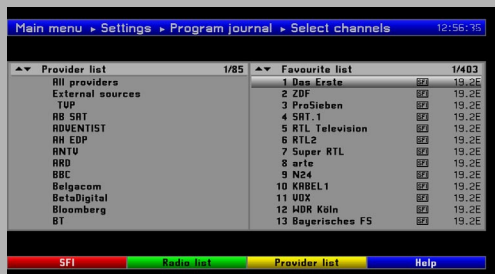 Main menu ▸ Settings ▸ Program journal ▸ Select channels 12:56:35
Provider list 1/85
All providers
External sources
TVP
AB SAT
ADVENTIST
AH EDP
ANTV
ARD
BBC
Belgacom
BetaDigital
Bloomberg
BT
Favourite list 1/403
1 Das Erste SFI 19.2E
2 ZDF SFI 19.2E
3 ProSieben SFI 19.2E
4 SAT.1 SFI 19.2E
5 RTL Television SFI 19.2E
6 RTL2 SFI 19.2E
7 Super RTL SFI 19.2E
8 arte SFI 19.2E
9 N24 SFI 19.2E
10 KABEL1 SFI 19.2E
11 VOX SFI 19.2E
12 WDR Köln SFI 19.2E
13 Bayerisches FS SFI 19.2E
SFI Radio list Provider list Help